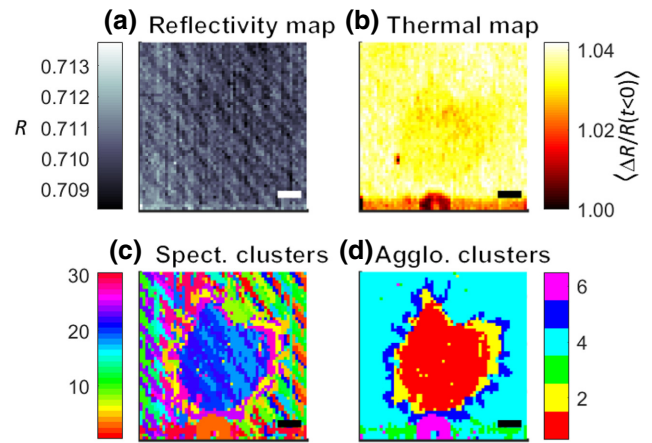 (a) Reflectivity map
0.713
0.712
0.711
0.710
0.709
R
(b) Thermal map
1.04
1.02
1.00
⟨ΔR/R(t<0)⟩
(c) Spect. clusters
30
20
10
(d) Agglo. clusters
6
4
2